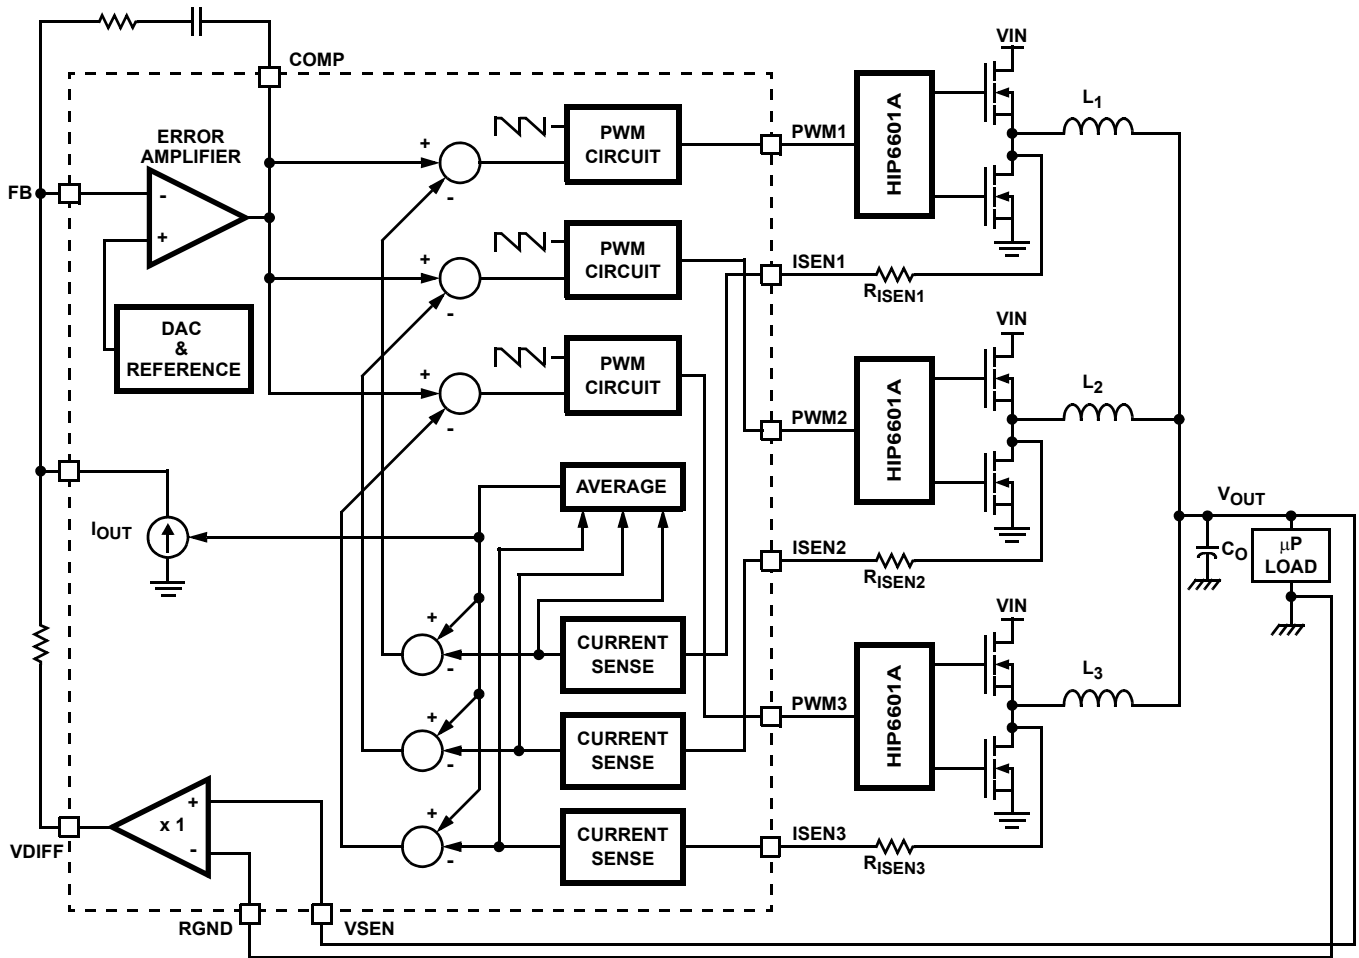 COMP
VIN
L1
PWM1
HIP6601A
ERROR
AMPLIFIER
-
+
FB
+
-
PWM
CIRCUIT
+
-
PWM
CIRCUIT
ISEN1
RISEN1
DAC
&
REFERENCE
+
-
PWM
CIRCUIT
VIN
L2
PWM2
HIP6601A
AVERAGE
IOUT
VOUT
CO
μP
LOAD
ISEN2
RISEN2
+
-
CURRENT
SENSE
VIN
L3
PWM3
HIP6601A
+
-
CURRENT
SENSE
+
-
CURRENT
SENSE
ISEN3
RISEN3
+
x 1
-
VDIFF
RGND
VSEN